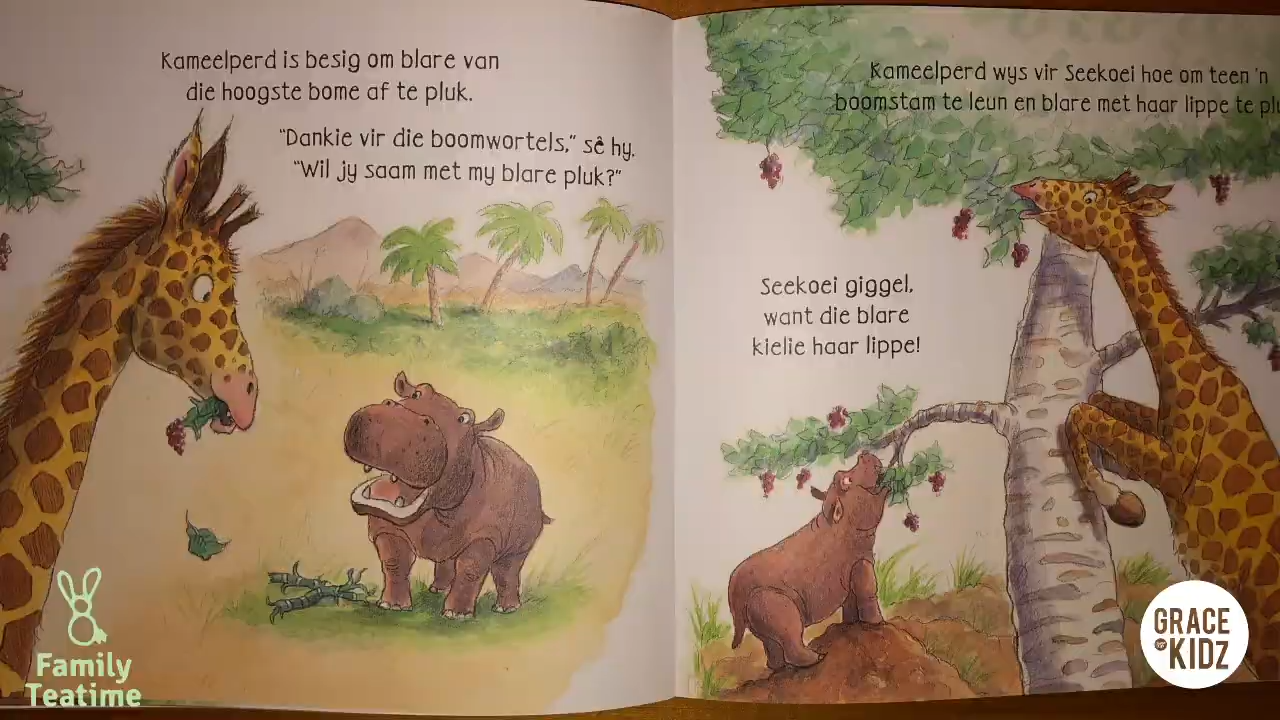 Kameelperd is besig om blare van
die hoogste bome af te pluk.
"Dankie vir die boomwortels," sê hy.
"Wil jy saam met my blare pluk?"
Kameelperd wys vir Seekoei hoe om teen 'n
boomstam te leun en blare met haar lippe te
Seekoei giggel,
want die blare
kielie haar lippe!
Family
Teatime
GRACE
KIDZ